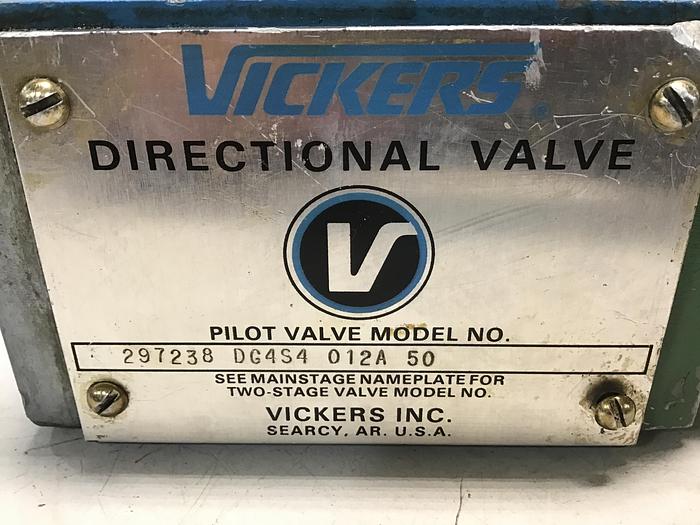 VICKERS®
DIRECTIONAL VALVE
V
PILOT VALVE MODEL NO.
297238 DG4S4 012A 50
SEE MAINSTAGE NAMEPLATE FOR
TWO-STAGE VALVE MODEL NO.
VICKERS INC.
SEARCY, AR. U.S.A.